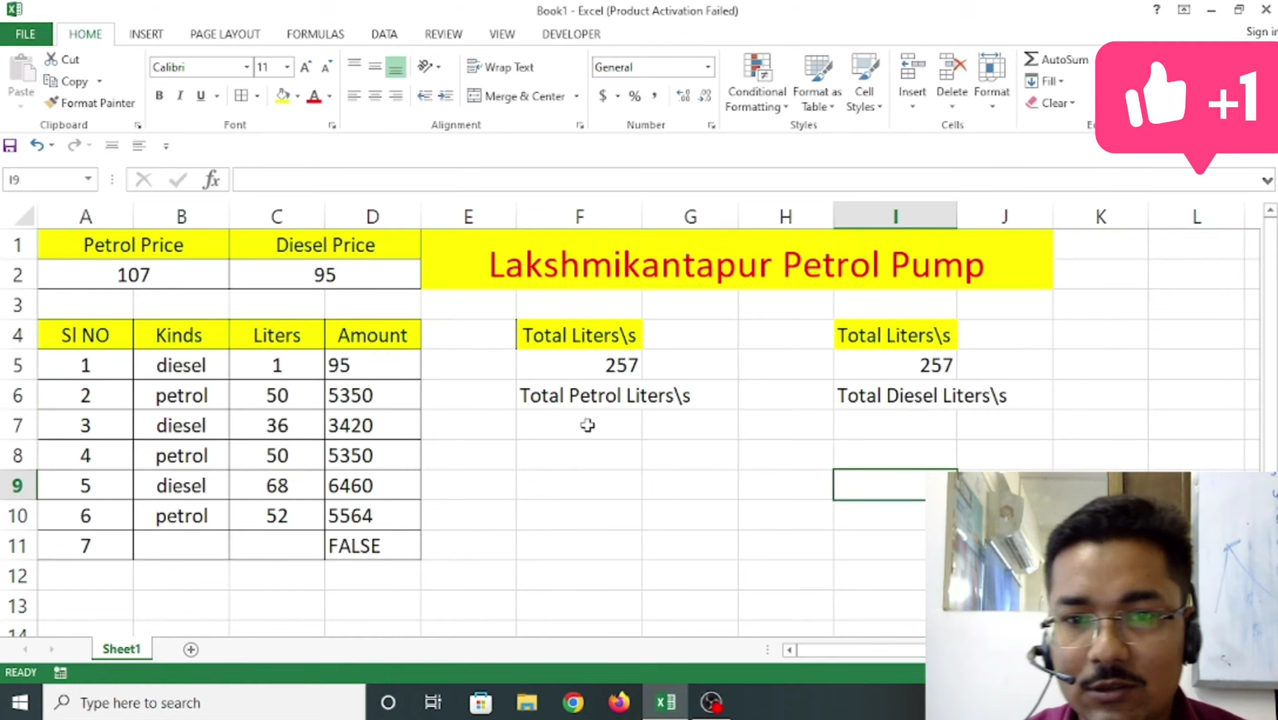 Book1 - Excel (Product Activation Failed)
FILE HOME INSERT PAGE LAYOUT FORMULAS DATA REVIEW VIEW DEVELOPER Sign in
Cut
Copy
Format Painter
Paste
Clipboard
Calibri 11
B I U A
Font
Wrap Text
Merge & Center
Alignment
General
$ % ,
Number
Conditional Formatting
Format as Table
Cell Styles
Styles
Insert Delete Format
Cells
AutoSum
Fill
Clear
+1
I9
fx
A B C D E F G H I J K L
1 Petrol Price Diesel Price Lakshmikantapur Petrol Pump
2 107 95
3
4 Sl NO Kinds Liters Amount Total Liters\s Total Liters\s
5 1 diesel 1 95 257 257
6 2 petrol 50 5350 Total Petrol Liters\s Total Diesel Liters\s
7 3 diesel 36 3420
8 4 petrol 50 5350
9 5 diesel 68 6460
10 6 petrol 52 5564
11 7 FALSE
12
13
14
Sheet1
READY
Type here to search